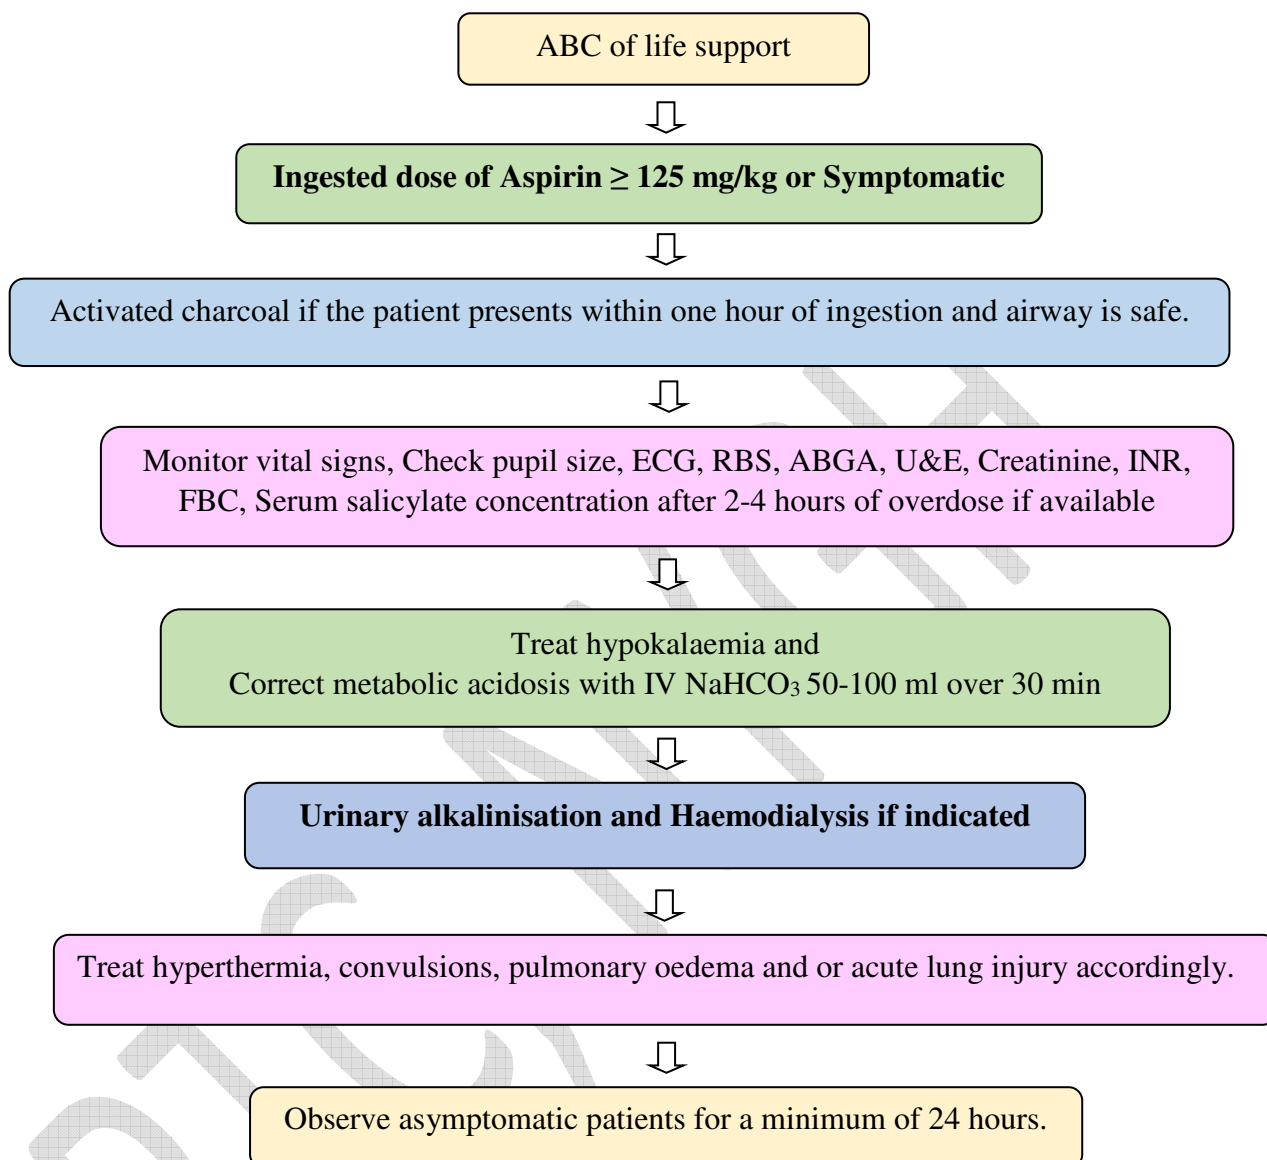 ABC of life support
Ingested dose of Aspirin ≥ 125 mg/kg or Symptomatic
Activated charcoal if the patient presents within one hour of ingestion and airway is safe.
Monitor vital signs, Check pupil size, ECG, RBS, ABGA, U&E, Creatinine, INR,
FBC, Serum salicylate concentration after 2-4 hours of overdose if available
Treat hypokalaemia and
Correct metabolic acidosis with IV NaHCO₃ 50-100 ml over 30 min
Urinary alkalinisation and Haemodialysis if indicated
Treat hyperthermia, convulsions, pulmonary oedema and or acute lung injury accordingly.
Observe asymptomatic patients for a minimum of 24 hours.